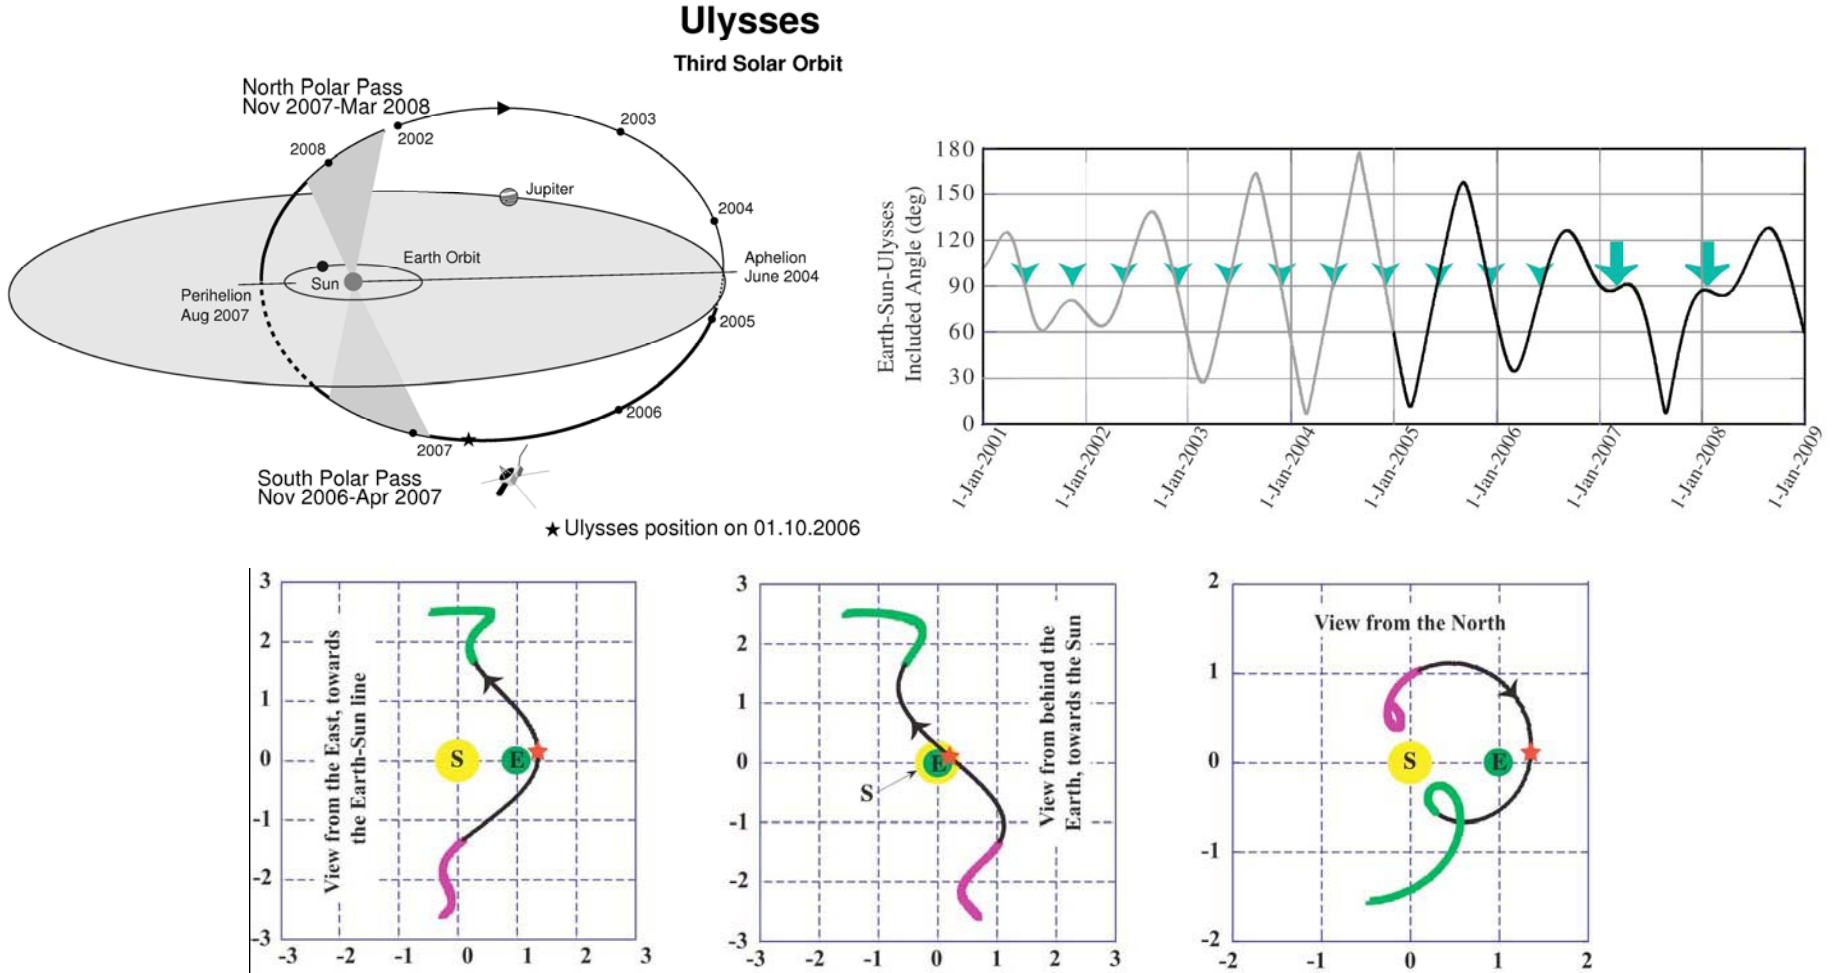 Ulysses
Third Solar Orbit
North Polar Pass
Nov 2007-Mar 2008
2002
2003
2008
Jupiter
2004
Earth Orbit
Aphelion
June 2004
Sun
Perihelion
Aug 2007
2005
2006
2007
South Polar Pass
Nov 2006-Apr 2007
★ Ulysses position on 01.10.2006
Earth-Sun-Ulysses
Included Angle (deg)
180
150
120
90
60
30
0
1-Jan-2001
1-Jan-2002
1-Jan-2003
1-Jan-2004
1-Jan-2005
1-Jan-2006
1-Jan-2007
1-Jan-2008
1-Jan-2009
3
2
1
0
-1
-2
-3
View from the East, towards
the Earth-Sun line
S
E
-3 -2 -1 0 1 2 3
3
2
1
0
-1
-2
-3
View from behind the
Earth, towards the Sun
E
S
-3 -2 -1 0 1 2 3
2
1
0
-1
-2
View from the North
S
E
-2 -1 0 1 2